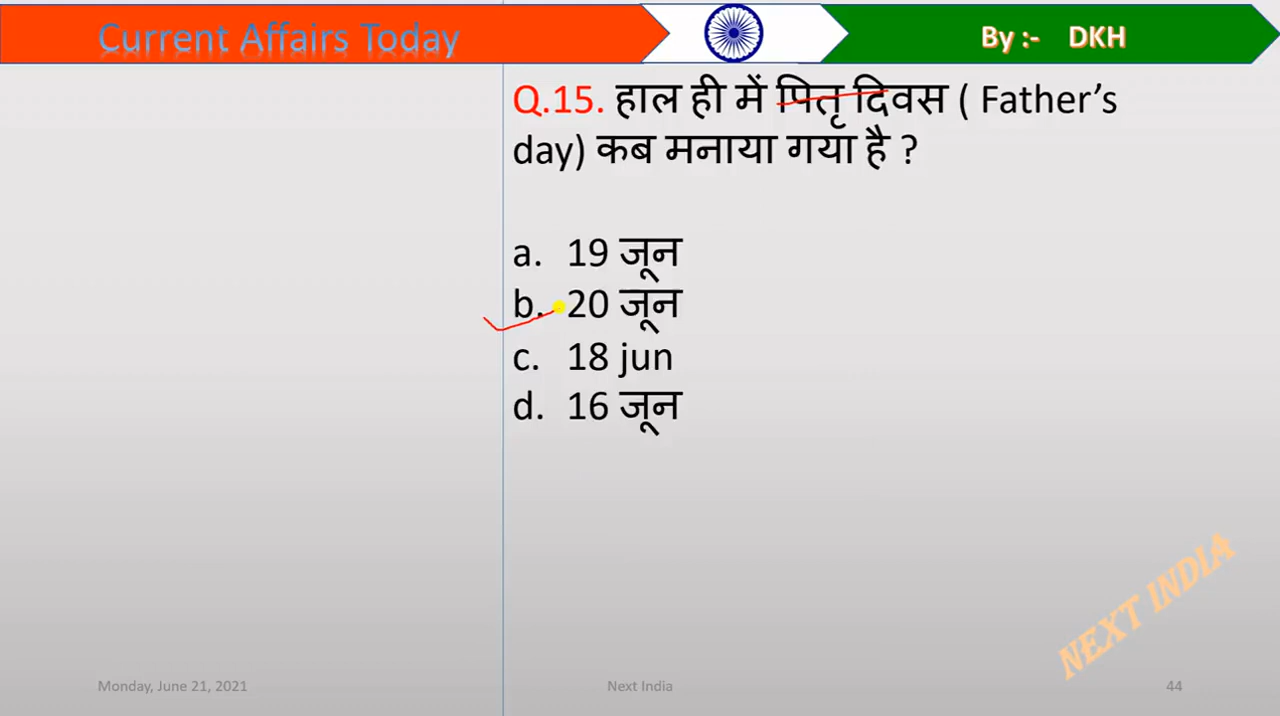 Current Affairs Today
By :- DKH
Q.15. हाल ही में पितृ दिवस ( Father’s
day) कब मनाया गया है ?
a. 19 जून
b. 20 जून
c. 18 jun
d. 16 जून
NEXT INDIA
Monday, June 21, 2021
Next India
44